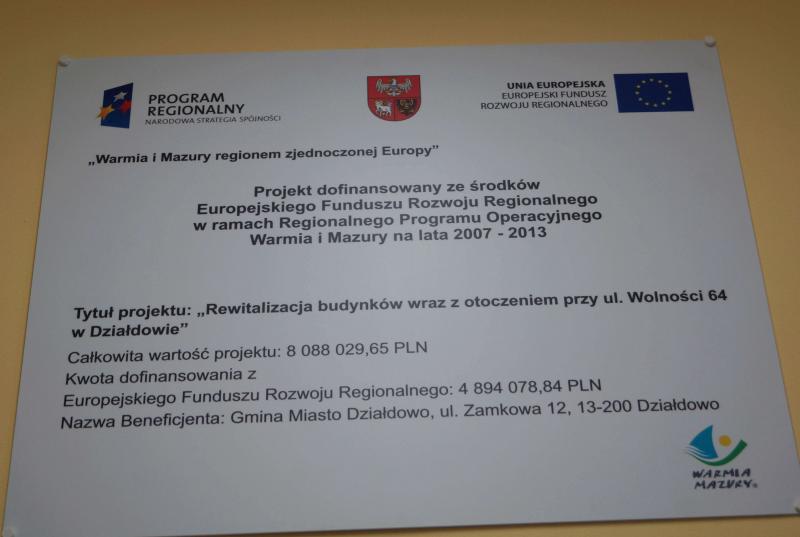 PROGRAM
REGIONALNY
NARODOWA STRATEGIA SPÓJNOŚCI
UNIA EUROPEJSKA
EUROPEJSKI FUNDUSZ
ROZWOJU REGIONALNEGO
„Warmia i Mazury regionem zjednoczonej Europy”
Projekt dofinansowany ze środków
Europejskiego Funduszu Rozwoju Regionalnego
w ramach Regionalnego Programu Operacyjnego
Warmia i Mazury na lata 2007 - 2013
Tytuł projektu: „Rewitalizacja budynków wraz z otoczeniem przy ul. Wolności 64
w Działdowie”
Całkowita wartość projektu: 8 088 029,65 PLN
Kwota dofinansowania z
Europejskiego Funduszu Rozwoju Regionalnego: 4 894 078,84 PLN
Nazwa Beneficjenta: Gmina Miasto Działdowo, ul. Zamkowa 12, 13-200 Działdowo
WARMIA
MAZURY®